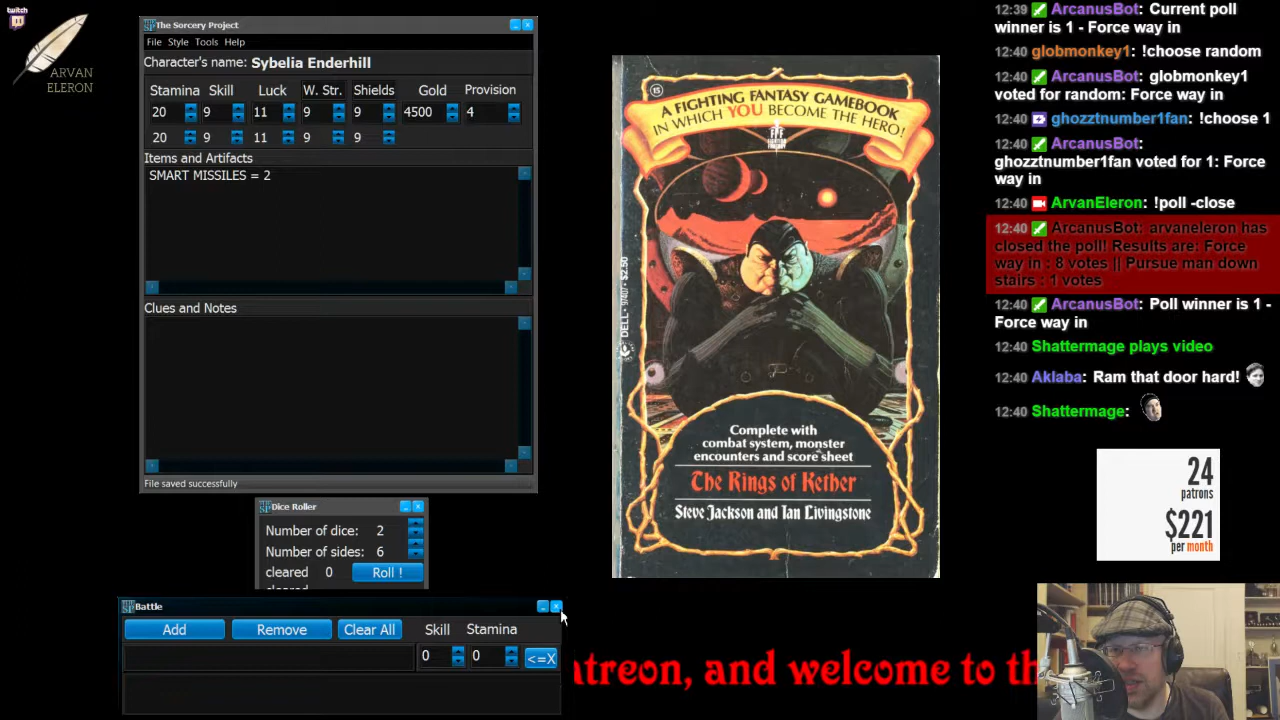 twitch
ARVAN
ELERON
The Sorcery Project
File Style Tools Help
Character's name: Sybelia Enderhill
Stamina Skill Luck W. Str. Shields Gold Provision
20 9 11 9 9 4500 4
20 9 11 9 9
Items and Artifacts
SMART MISSILES = 2
Clues and Notes
File saved successfully
Dice Roller
Number of dice: 2
Number of sides: 6
cleared 0 Roll !
cleared
Battle
Add Remove Clear All Skill Stamina
0 0 <=X
15
A FIGHTING FANTASY GAMEBOOK
IN WHICH YOU BECOME THE HERO!
DELL • 97407 • $2.50
Complete with
combat system, monster
encounters and score sheet
The Rings of Kether
Steve Jackson and Ian Livingstone
atreon, and welcome to th
12:39 ArcanusBot: Current poll
winner is 1 - Force way in
12:40 globmonkey1: !choose random
12:40 ArcanusBot: globmonkey1
voted for random: Force way in
12:40 ghozztnumber1fan: !choose 1
12:40 ArcanusBot:
ghozztnumber1fan voted for 1: Force
way in
12:40 ArvanEleron: !poll -close
12:40 ArcanusBot: arvaneleron has
closed the poll! Results are: Force
way in : 8 votes || Pursue man down
stairs : 1 votes
12:40 ArcanusBot: Poll winner is 1 -
Force way in
12:40 Shattermage plays video
12:40 Aklaba: Ram that door hard!
12:40 Shattermage:
24
patrons
$221
per month